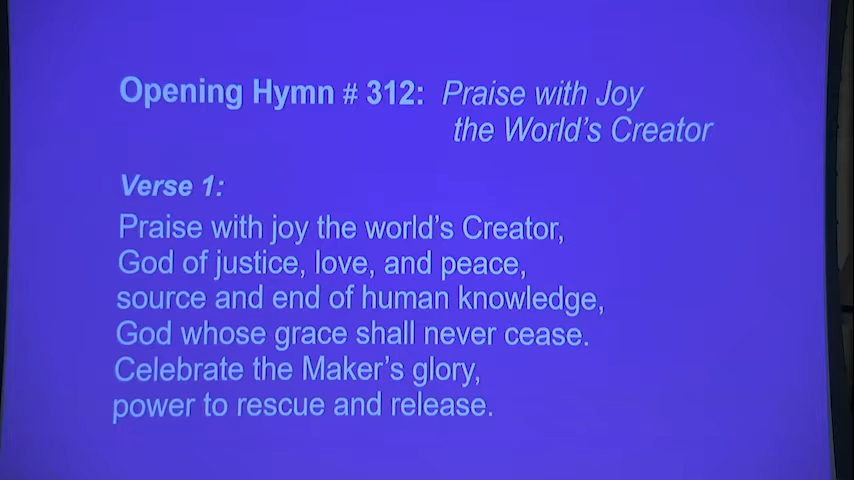 Opening Hymn # 312: Praise with Joy
the World's Creator
Verse 1:
Praise with joy the world's Creator,
God of justice, love, and peace,
source and end of human knowledge,
God whose grace shall never cease.
Celebrate the Maker's glory,
power to rescue and release.